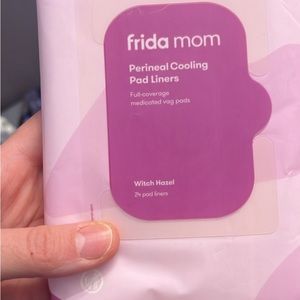 frida mom
Perineal Cooling
Pad Liners
Full-coverage
medicated vag pads
Witch Hazel
24 pad liners